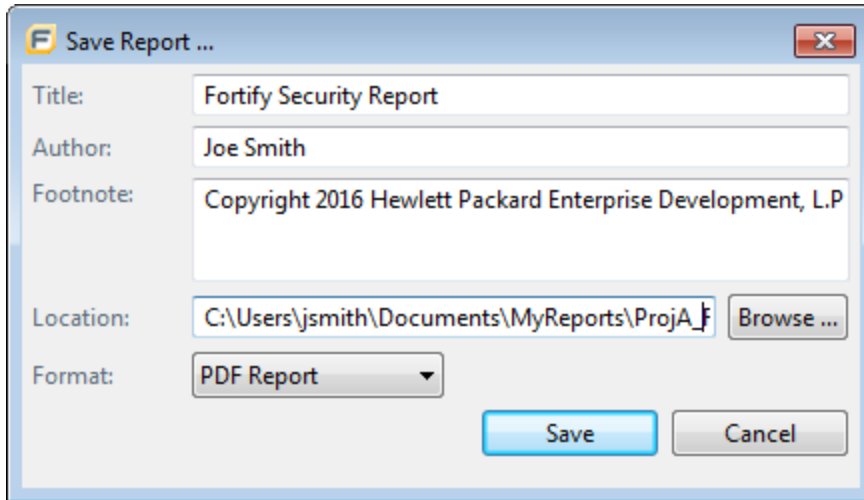 F Save Report ...
Title: Fortify Security Report
Author: Joe Smith
Footnote: Copyright 2016 Hewlett Packard Enterprise Development, L.P
Location: C:\Users\jsmith\Documents\MyReports\ProjA_ Browse ...
Format: PDF Report
Save Cancel